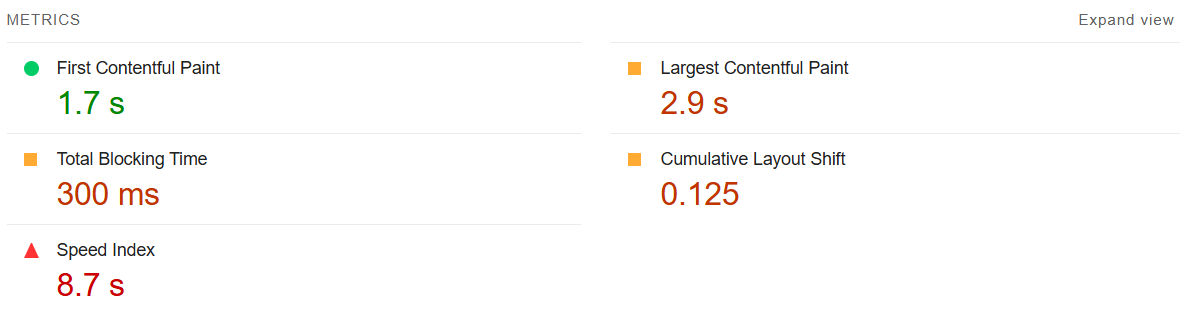 METRICS
Expand view
First Contentful Paint
1.7 s
Largest Contentful Paint
2.9 s
Total Blocking Time
300 ms
Cumulative Layout Shift
0.125
Speed Index
8.7 s